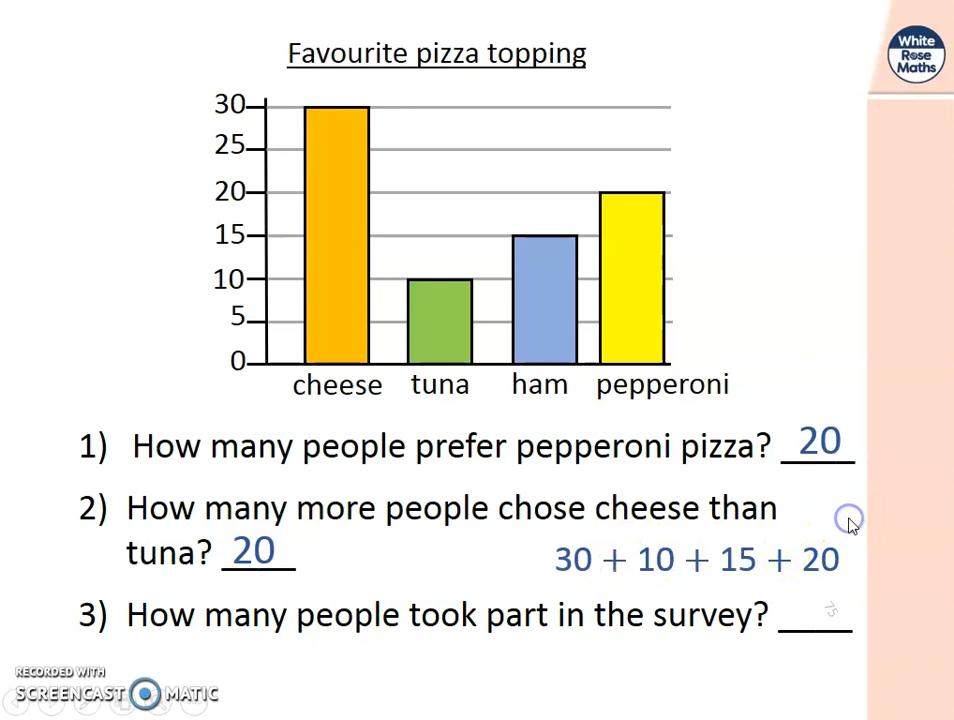 Favourite pizza topping
White
Rose
Maths
30
25
20
15
10
5
0
cheese tuna ham pepperoni
1) How many people prefer pepperoni pizza? 20
2) How many more people chose cheese than
tuna? 20
30 + 10 + 15 + 20
3) How many people took part in the survey? ____
75
RECORDED WITH
SCREENCAST MATIC